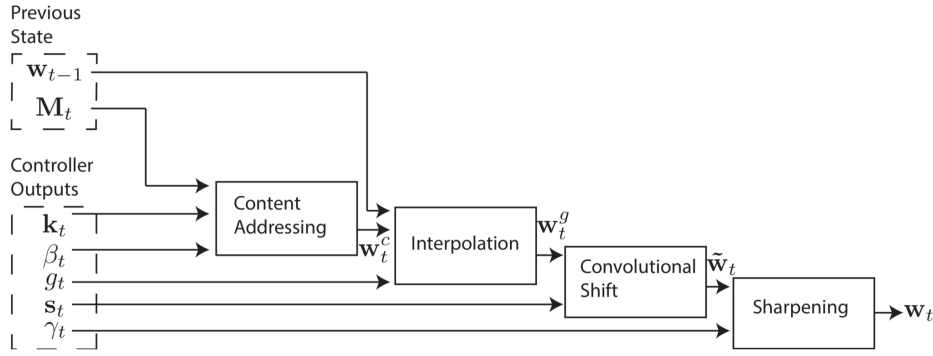 Previous
State
w_{t−1}
M_t
Controller
Outputs
k_t
β_t
g_t
s_t
γ_t
Content
Addressing
w_t^c
Interpolation
w_t^g
Convolutional
Shift
w̃_t
Sharpening
w_t